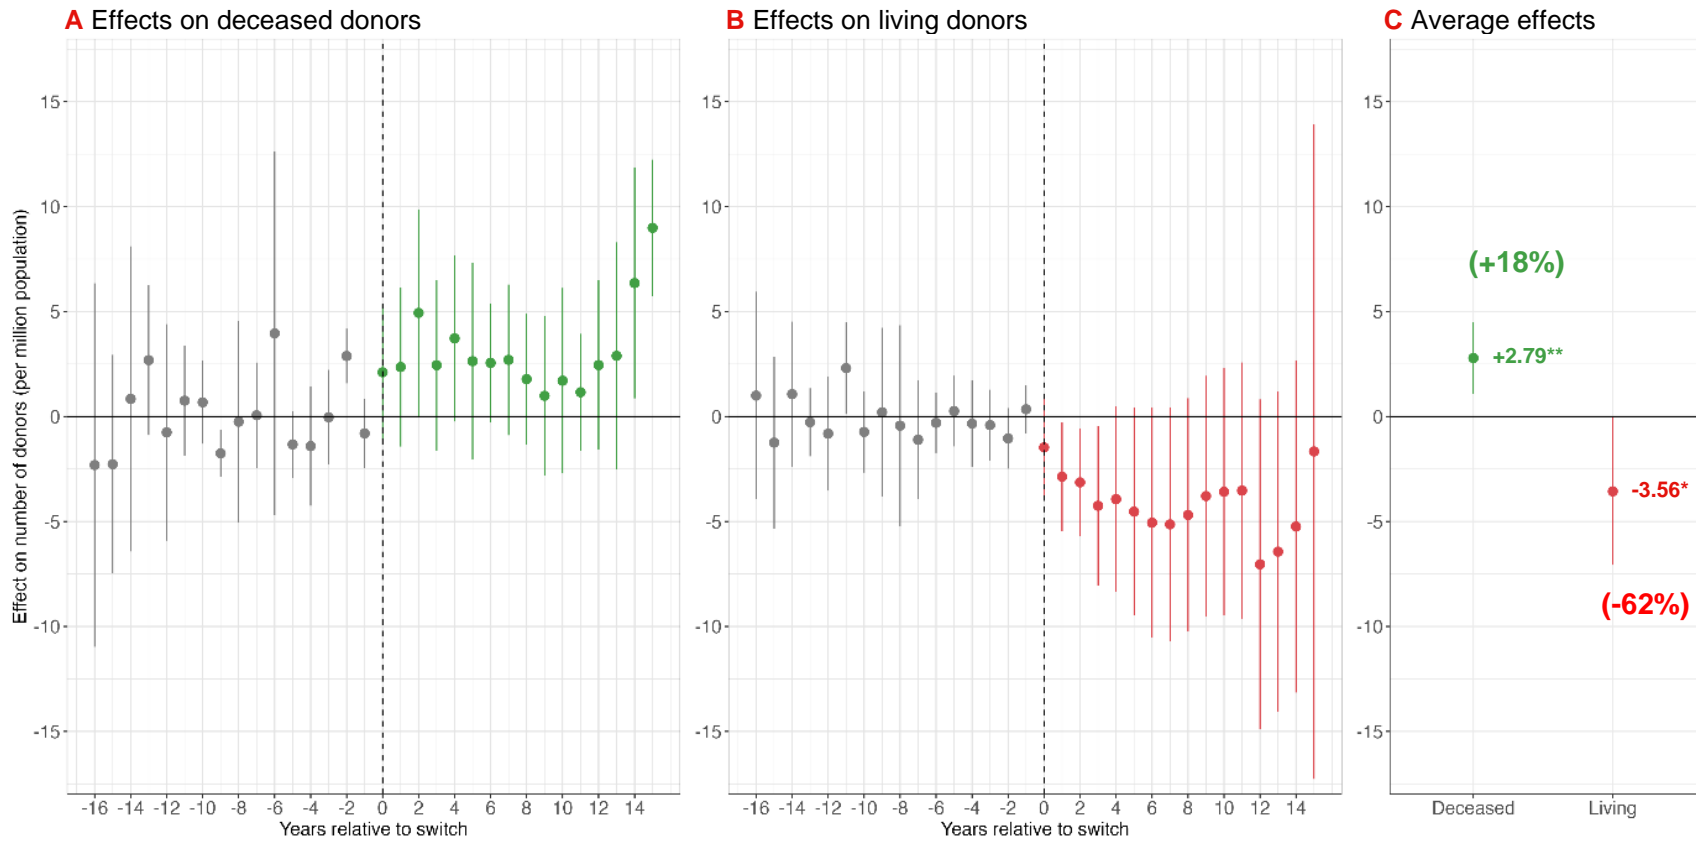 A Effects on deceased donors
B Effects on living donors
C Average effects
Effect on number of donors (per million population)
15
10
5
0
-5
-10
-15
-16 -14 -12 -10 -8 -6 -4 -2 0 2 4 6 8 10 12 14
Years relative to switch
15
10
5
0
-5
-10
-15
-16 -14 -12 -10 -8 -6 -4 -2 0 2 4 6 8 10 12 14
Years relative to switch
15
10
5
0
-5
-10
-15
(+18%)
+2.79**
-3.56*
(-62%)
Deceased Living